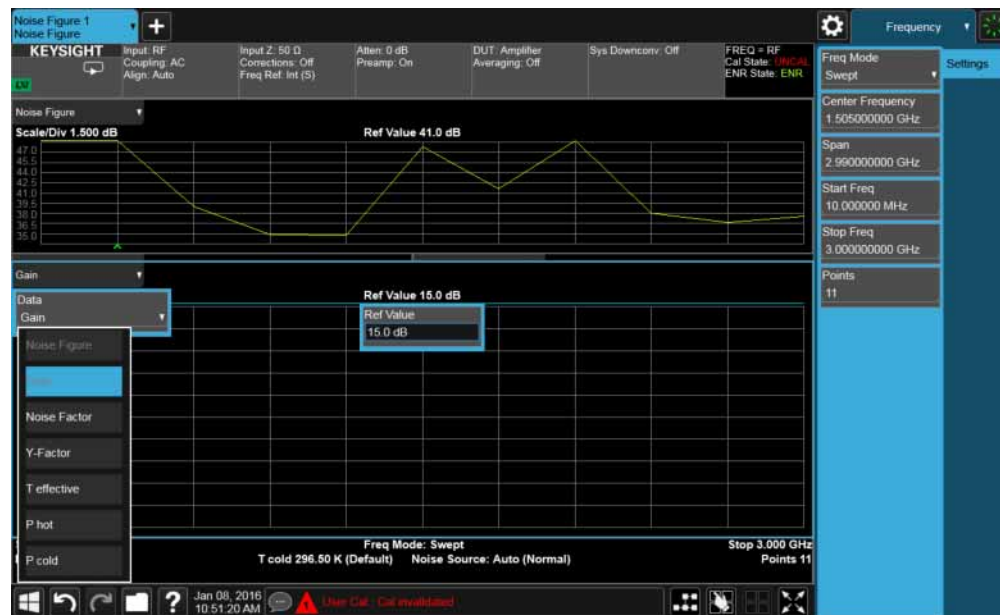 Noise Figure 1
Noise Figure
Frequency
KEYSIGHT
Input: RF
Coupling: AC
Align: Auto
Input Z: 50 Ω
Corrections: Off
Freq Ref: Int (S)
Atten: 0 dB
Preamp: On
DUT: Amplifier
Averaging: Off
Sys Downconv: Off
FREQ = RF
Cal State: UNCAL
ENR State: ENR
Freq Mode
Swept
Settings
Center Frequency
1.505000000 GHz
Span
2.990000000 GHz
Start Freq
10.000000 MHz
Stop Freq
3.000000000 GHz
Points
11
Noise Figure
Scale/Div 1.500 dB
Ref Value 41.0 dB
47.0
45.5
44.0
42.5
41.0
39.5
38.0
36.5
35.0
Gain
Ref Value 15.0 dB
Data
Gain
Ref Value
15.0 dB
Noise Figure
Noise Factor
Y-Factor
T effective
P hot
P cold
Freq Mode: Swept
Stop 3.000 GHz
T cold 296.50 K (Default) Noise Source: Auto (Normal)
Points 11
?
Jan 08, 2016
10:51:20 AM
User Cal : Cal invalidated